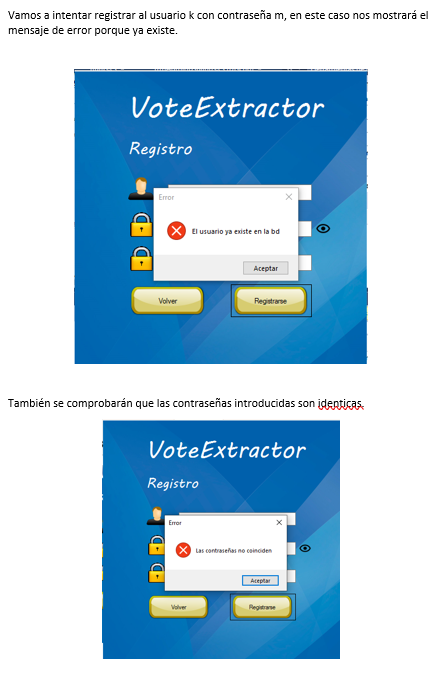 Vamos a intentar registrar al usuario k con contraseña m, en este caso nos mostrará el
mensaje de error porque ya existe.
VoteExtractor
Registro
Error
El usuario ya existe en la bd
Aceptar
Volver
Registrarse
También se comprobarán que las contraseñas introducidas son identicas.
VoteExtractor
Registro
Error
Las contraseñas no coinciden
Aceptar
Volver
Registrarse